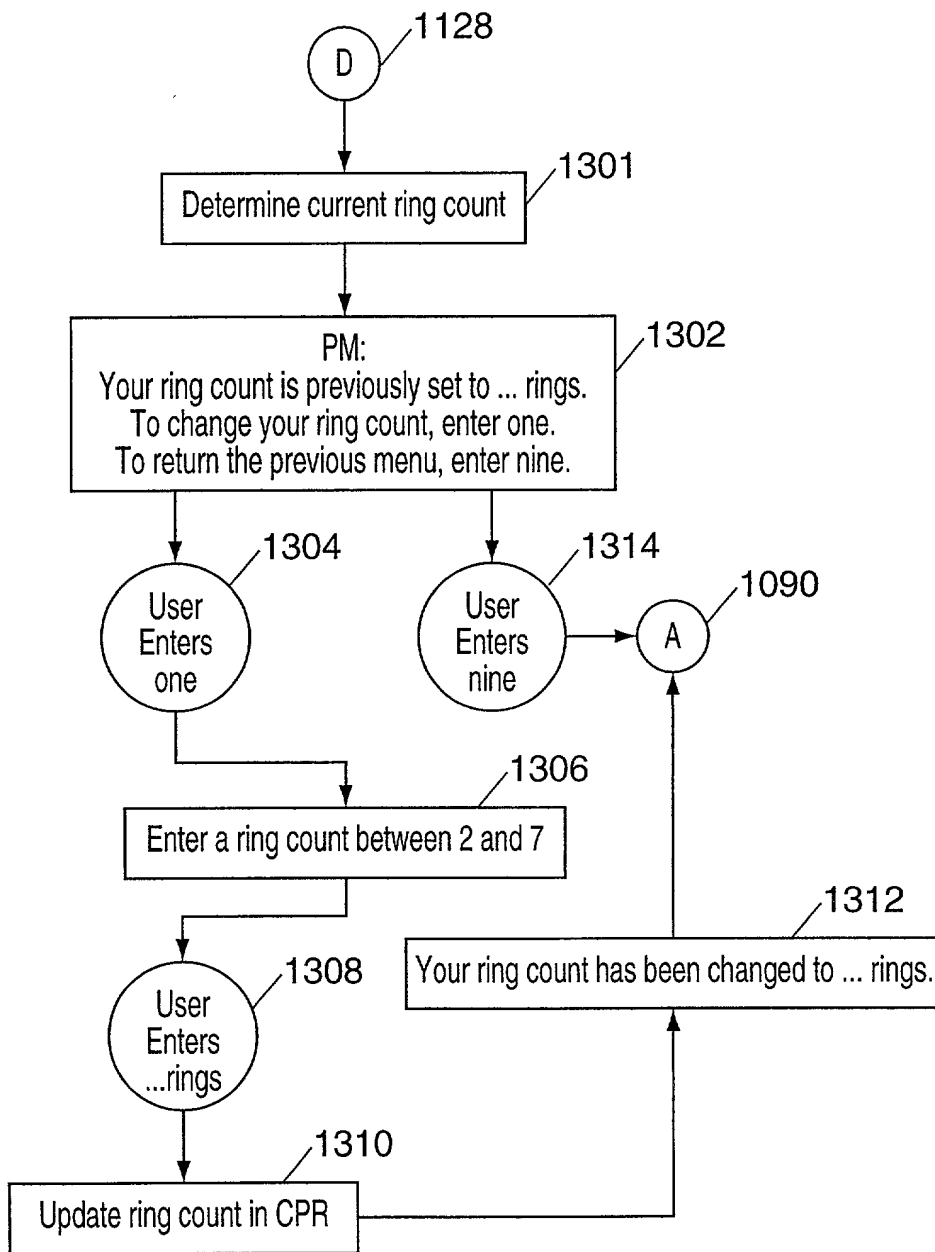 1128
D
1301
Determine current ring count
1302
PM:
Your ring count is previously set to ... rings.
To change your ring count, enter one.
To return the previous menu, enter nine.
1304
User
Enters
one
1314
User
Enters
nine
1090
A
1306
Enter a ring count between 2 and 7
1308
User
Enters
...rings
1312
Your ring count has been changed to ... rings.
1310
Update ring count in CPR